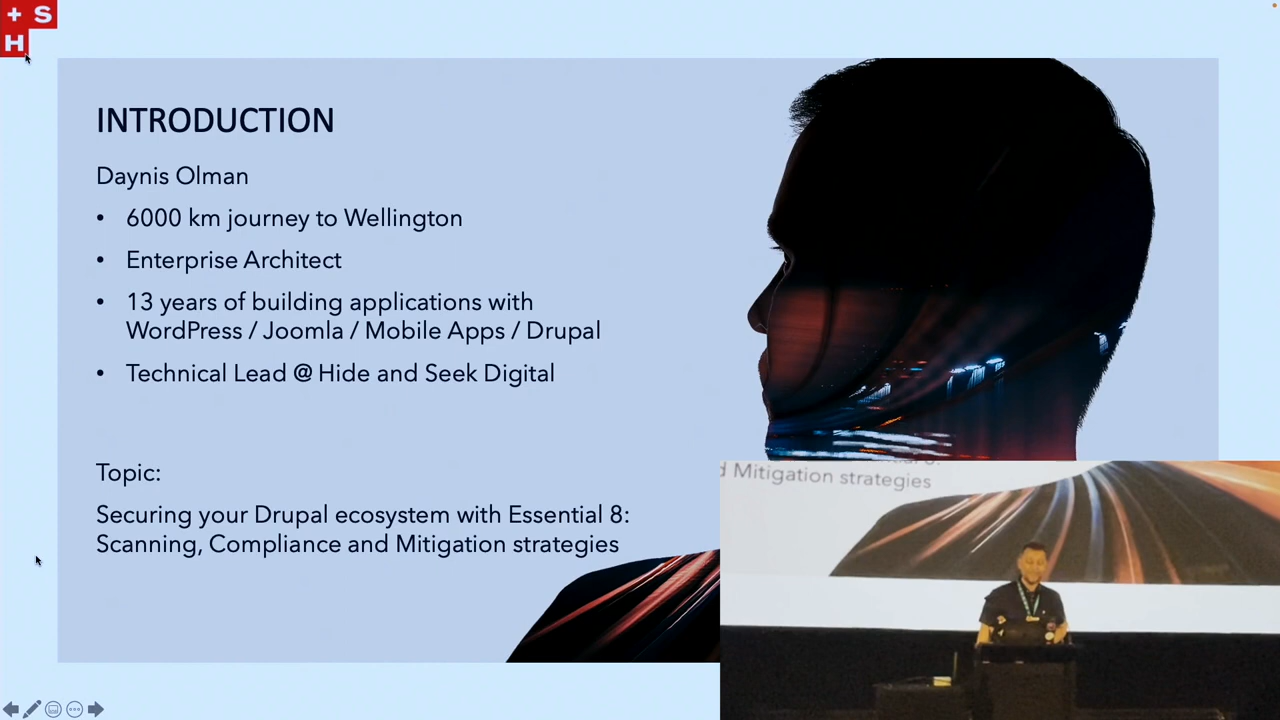 + S
H
INTRODUCTION
Daynis Olman
• 6000 km journey to Wellington
• Enterprise Architect
• 13 years of building applications with
WordPress / Joomla / Mobile Apps / Drupal
• Technical Lead @ Hide and Seek Digital
Topic:
Securing your Drupal ecosystem with Essential 8:
Scanning, Compliance and Mitigation strategies
d Mitigation strategies